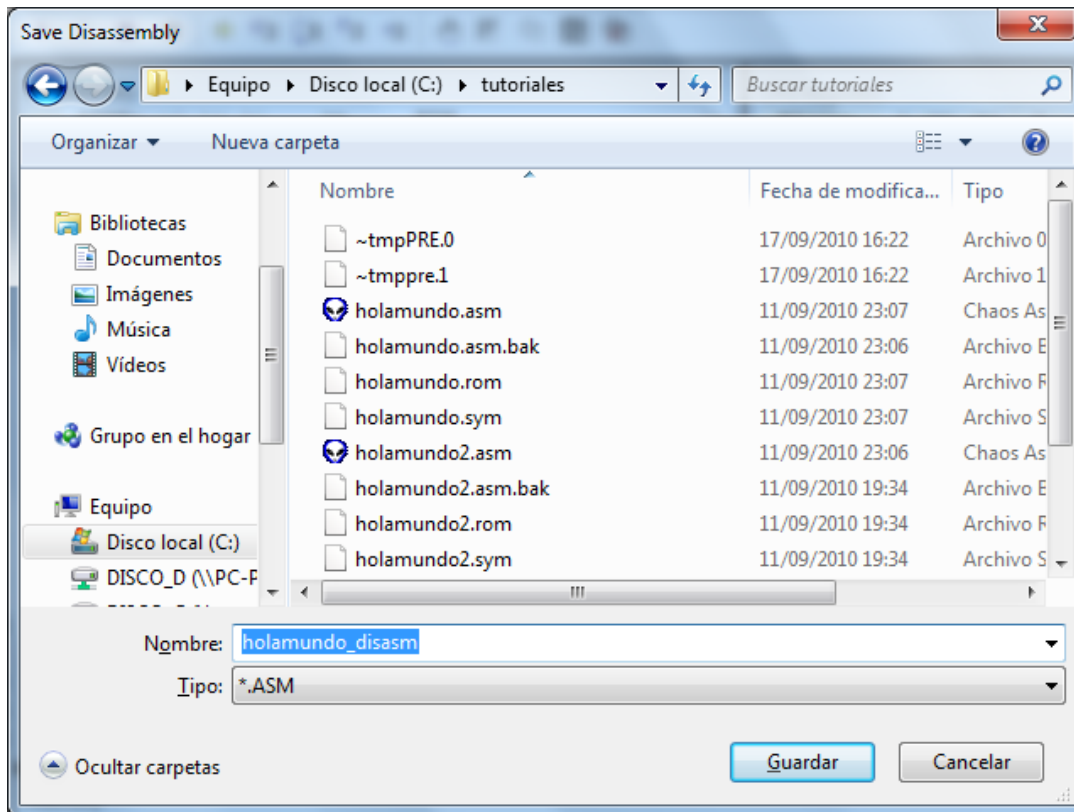 Save Disassembly
Equipo Disco local (C:) tutoriales Buscar tutoriales
Organizar Nueva carpeta
Nombre Fecha de modifica... Tipo
Bibliotecas
Documentos
Imágenes
Música
Vídeos
Grupo en el hogar
Equipo
Disco local (C:)
DISCO_D (\\PC-P
~tmpPRE.0 17/09/2010 16:22 Archivo 0
~tmppre.1 17/09/2010 16:22 Archivo 1
holamundo.asm 11/09/2010 23:07 Chaos As
holamundo.asm.bak 11/09/2010 23:06 Archivo B
holamundo.rom 11/09/2010 23:07 Archivo R
holamundo.sym 11/09/2010 23:07 Archivo S
holamundo2.asm 11/09/2010 23:06 Chaos As
holamundo2.asm.bak 11/09/2010 19:34 Archivo B
holamundo2.rom 11/09/2010 19:34 Archivo R
holamundo2.sym 11/09/2010 19:34 Archivo S
Nombre: holamundo_disasm
Tipo: *.ASM
Ocultar carpetas Guardar Cancelar